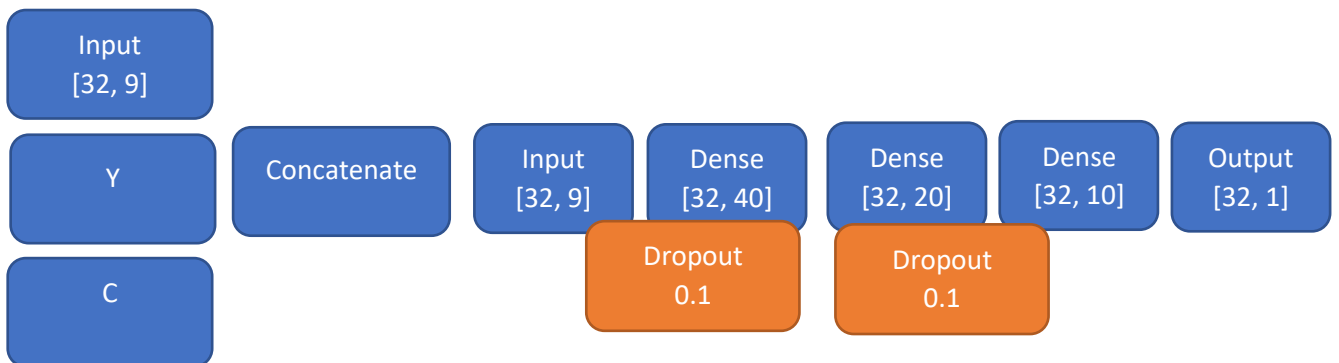 Input
[32, 9]
Y
C
Concatenate
Input
[32, 9]
Dense
[32, 40]
Dense
[32, 20]
Dense
[32, 10]
Output
[32, 1]
Dropout
0.1
Dropout
0.1